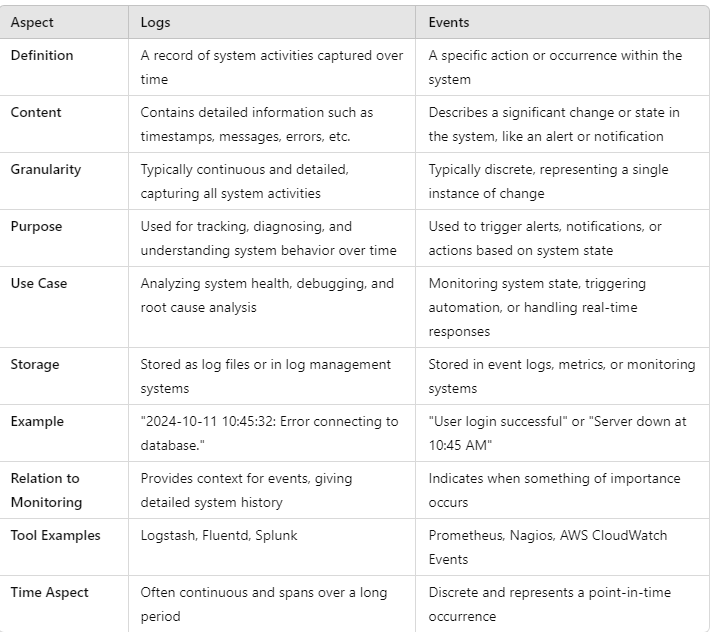 Aspect Logs Events
Definition A record of system activities captured over A specific action or occurrence within the
time system
Content Contains detailed information such as Describes a significant change or state in
timestamps, messages, errors, etc. the system, like an alert or notification
Granularity Typically continuous and detailed, Typically discrete, representing a single
capturing all system activities instance of change
Purpose Used for tracking, diagnosing, and Used to trigger alerts, notifications, or
understanding system behavior over time actions based on system state
Use Case Analyzing system health, debugging, and Monitoring system state, triggering
root cause analysis automation, or handling real-time
responses
Storage Stored as log files or in log management Stored in event logs, metrics, or monitoring
systems systems
Example "2024-10-11 10:45:32: Error connecting to "User login successful" or "Server down at
database." 10:45 AM"
Relation to Provides context for events, giving Indicates when something of importance
Monitoring detailed system history occurs
Tool Examples Logstash, Fluentd, Splunk Prometheus, Nagios, AWS CloudWatch
Events
Time Aspect Often continuous and spans over a long Discrete and represents a point-in-time
period occurrence